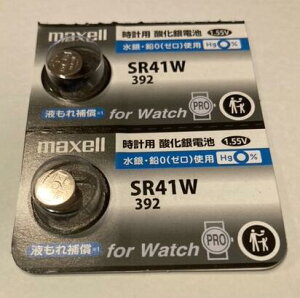 maxell
時計用 酸化銀電池 1.55V
水銀・鉛0(ゼロ)使用 Hg 0%
SR41W
392
液もれ補償※1
for Watch
PRO
maxell
時計用 酸化銀電池 1.55V
水銀・鉛0(ゼロ)使用 Hg 0%
SR41W
392
液もれ補償※1
for Watch
PRO